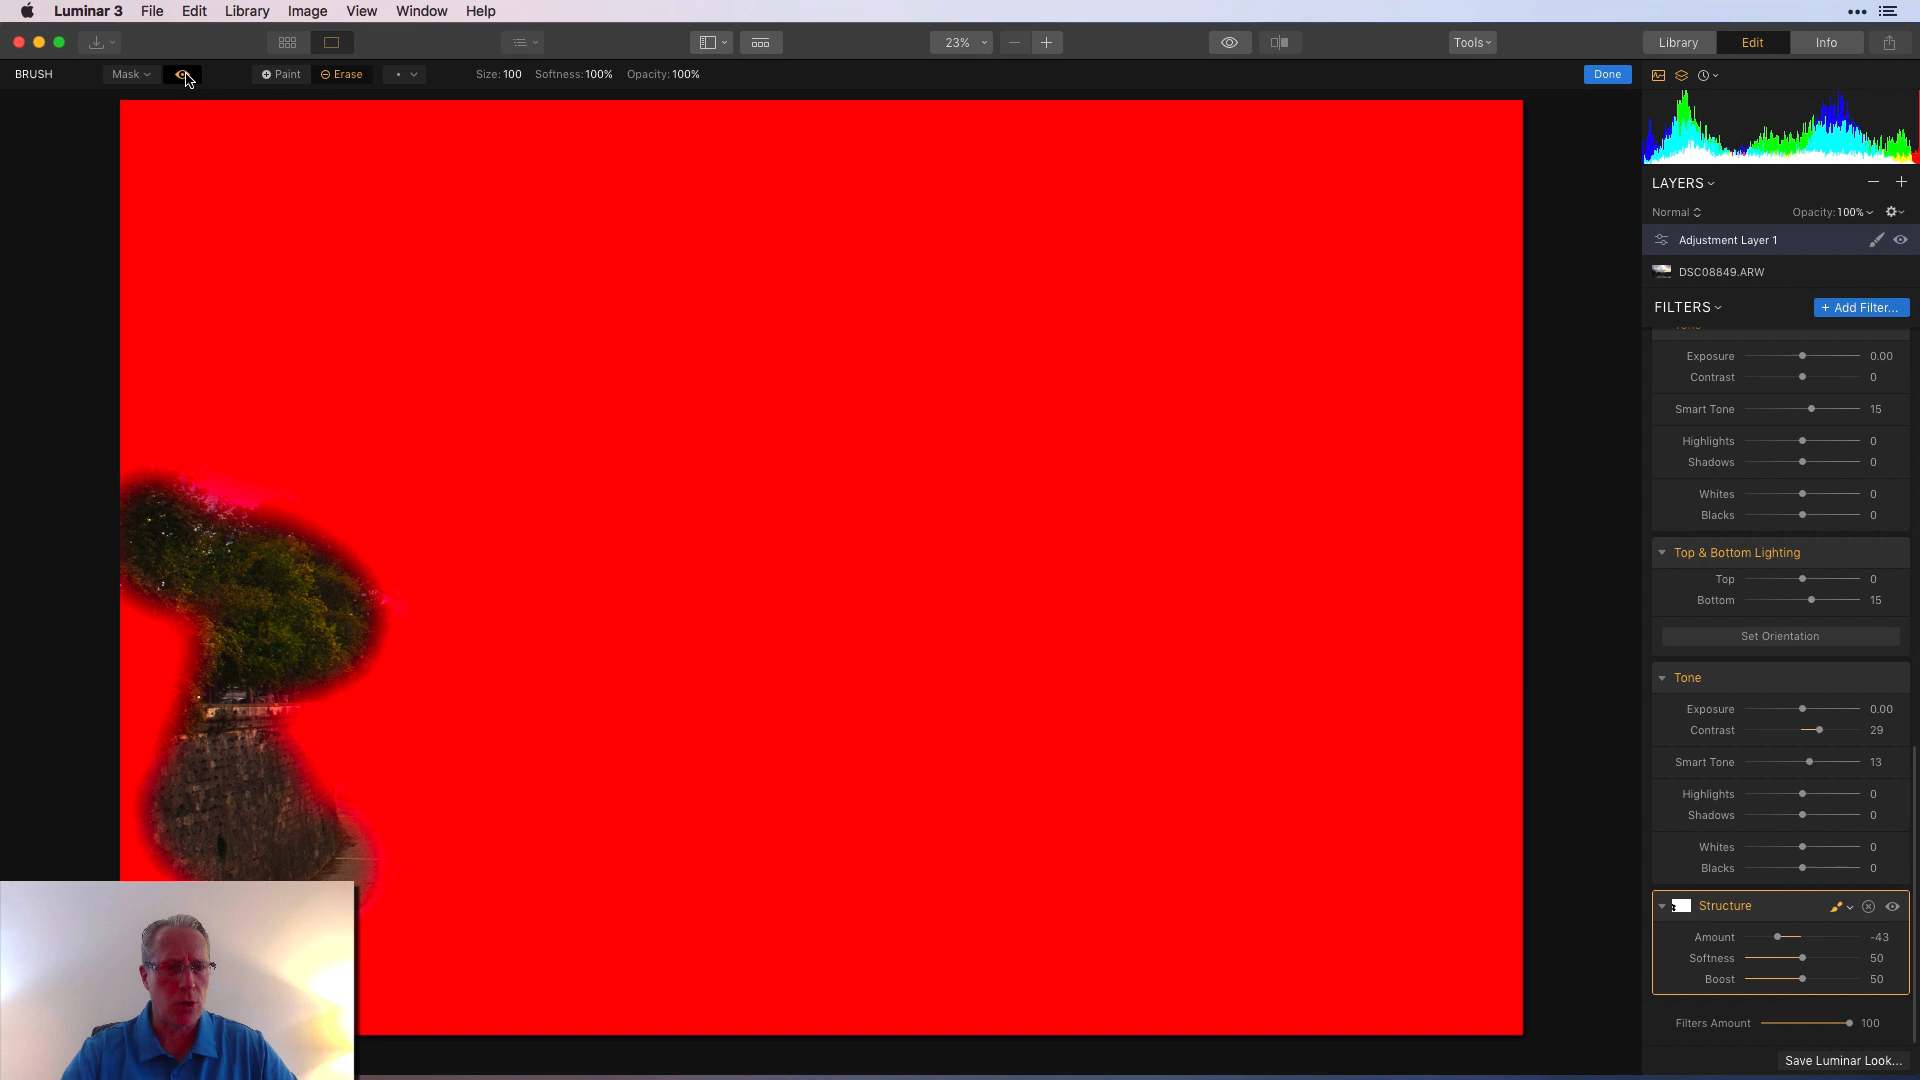 Luminar 3 File Edit Library Image View Window Help
23% Tools Library Edit Info
BRUSH Mask Paint Erase Size: 100 Softness: 100% Opacity: 100% Done
LAYERS
Normal Opacity: 100%
Adjustment Layer 1
DSC08849.ARW
FILTERS + Add Filter...
Exposure 0.00
Contrast 0
Smart Tone 15
Highlights 0
Shadows 0
Whites 0
Blacks 0
Top & Bottom Lighting
Top 0
Bottom 15
Set Orientation
Tone
Exposure 0.00
Contrast 29
Smart Tone 13
Highlights 0
Shadows 0
Whites 0
Blacks 0
Structure
Amount -43
Softness 50
Boost 50
Filters Amount 100
Save Luminar Look...